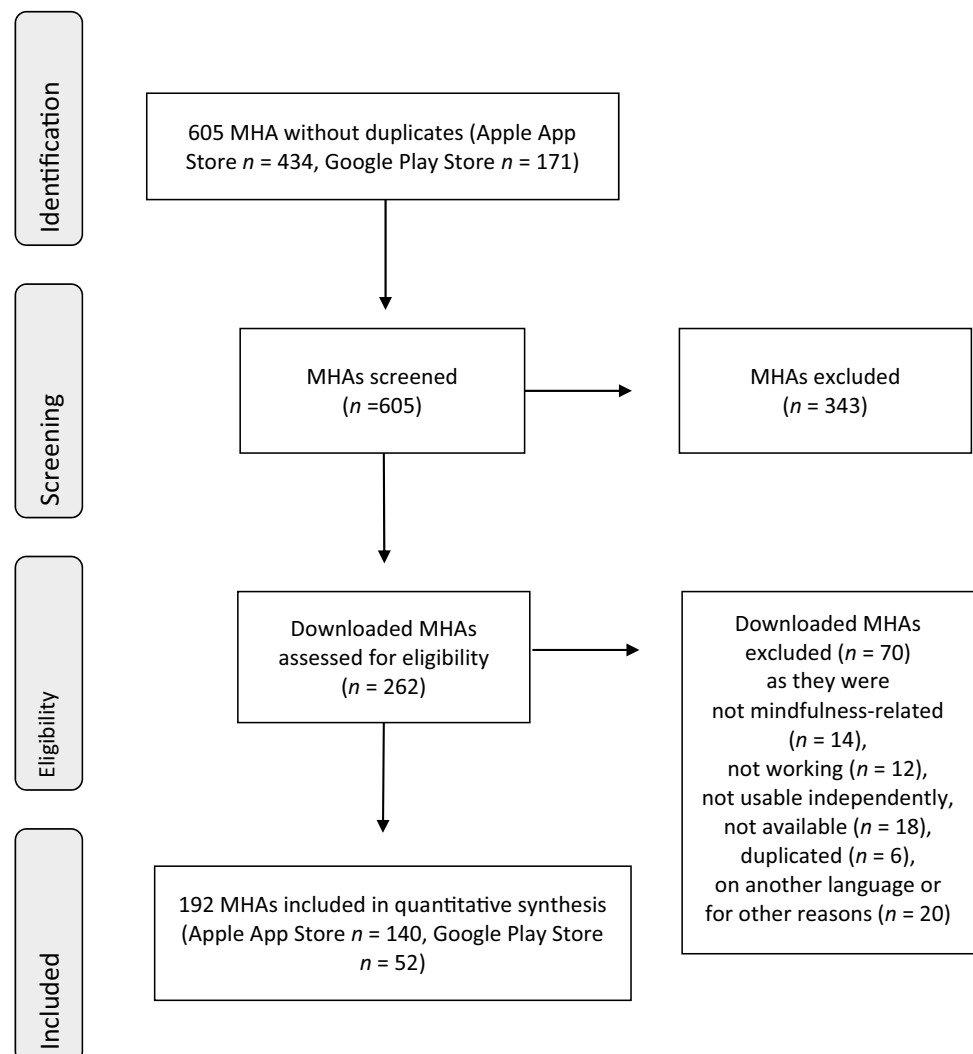 Identification
605 MHA without duplicates (Apple App
Store n = 434, Google Play Store n = 171)
Screening
MHAs screened
(n =605)
MHAs excluded
(n = 343)
Eligibility
Downloaded MHAs
assessed for eligibility
(n = 262)
Downloaded MHAs
excluded (n = 70)
as they were
not mindfulness-related
(n = 14),
not working (n = 12),
not usable independently,
not available (n = 18),
duplicated (n = 6),
on another language or
for other reasons (n = 20)
Included
192 MHAs included in quantitative synthesis
(Apple App Store n = 140, Google Play Store
n = 52)